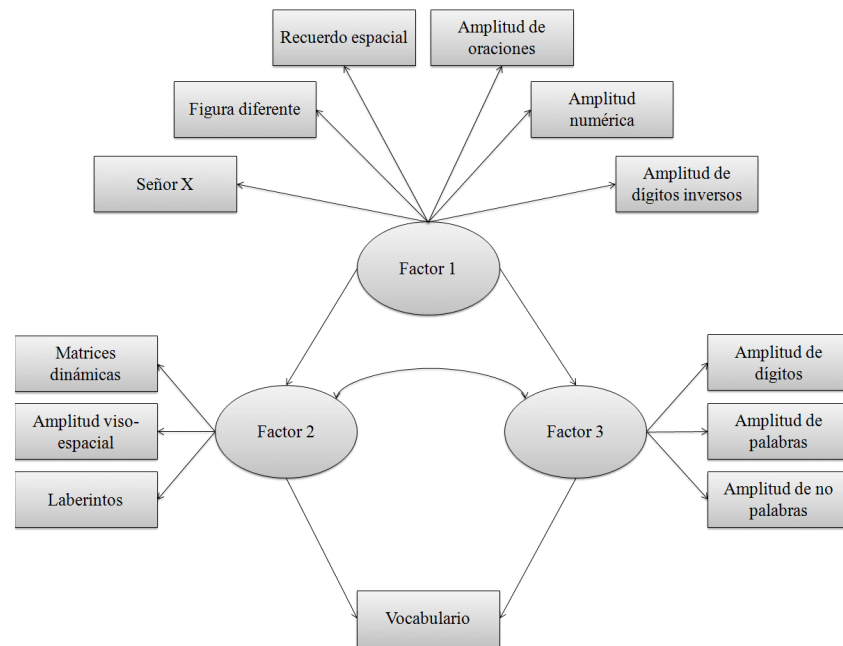 Recuerdo espacial
Amplitud de
oraciones
Figura diferente
Amplitud
numérica
Señor X
Amplitud de
dígitos inversos
Factor 1
Matrices
dinámicas
Amplitud viso-
espacial
Laberintos
Factor 2
Factor 3
Amplitud de
dígitos
Amplitud de
palabras
Amplitud de no
palabras
Vocabulario